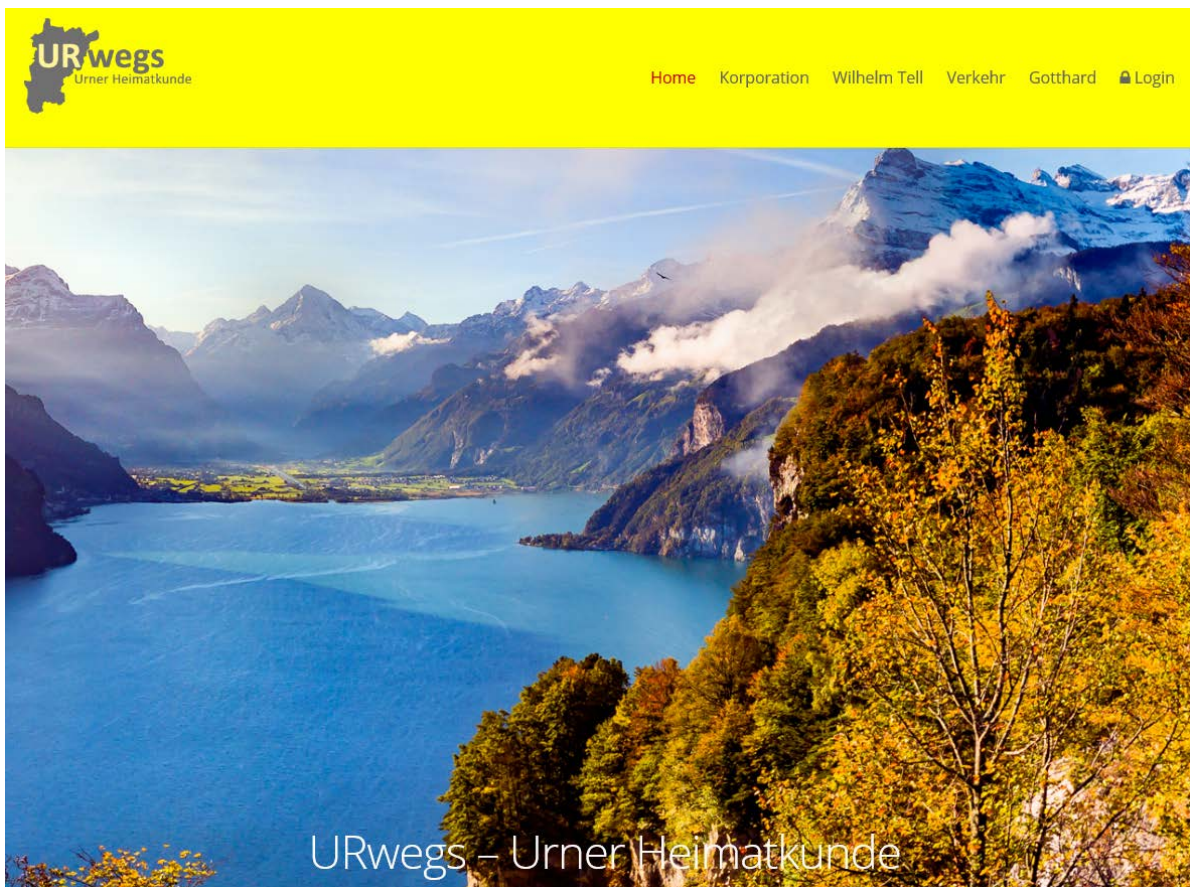 URwegs
Urner Heimatkunde
Home Korporation Wilhelm Tell Verkehr Gotthard Login
URwegs – Urner Heimatkunde